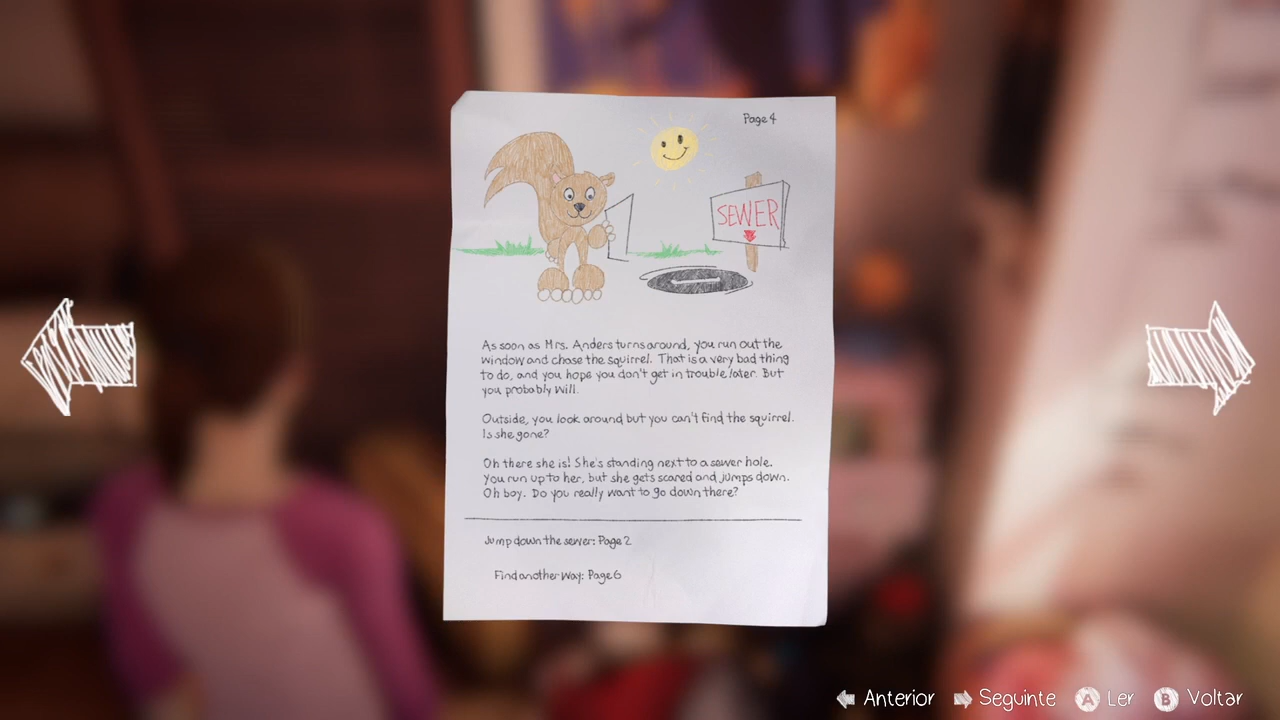 Page 4
SEWER
As soon as Mrs. Anders turns around, you run out the
window and chase the squirrel. That is a very bad thing
to do, and you hope you don't get in trouble later. But
you probably will.
Outside, you look around but you can't find the squirrel.
Is she gone?
Oh there she is! She's standing next to a sewer hole.
You run up to her, but she gets scared and jumps down.
Oh boy. Do you really want to go down there?
Jump down the sewer: Page 2
Find another Way: Page 6
Anterior Seguinte A Ler B Voltar